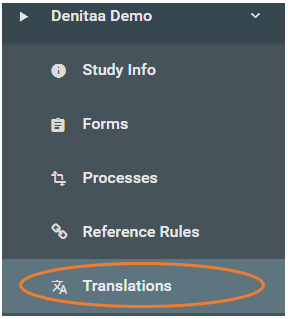 Denitaa Demo
Study Info
Forms
Processes
Reference Rules
Translations